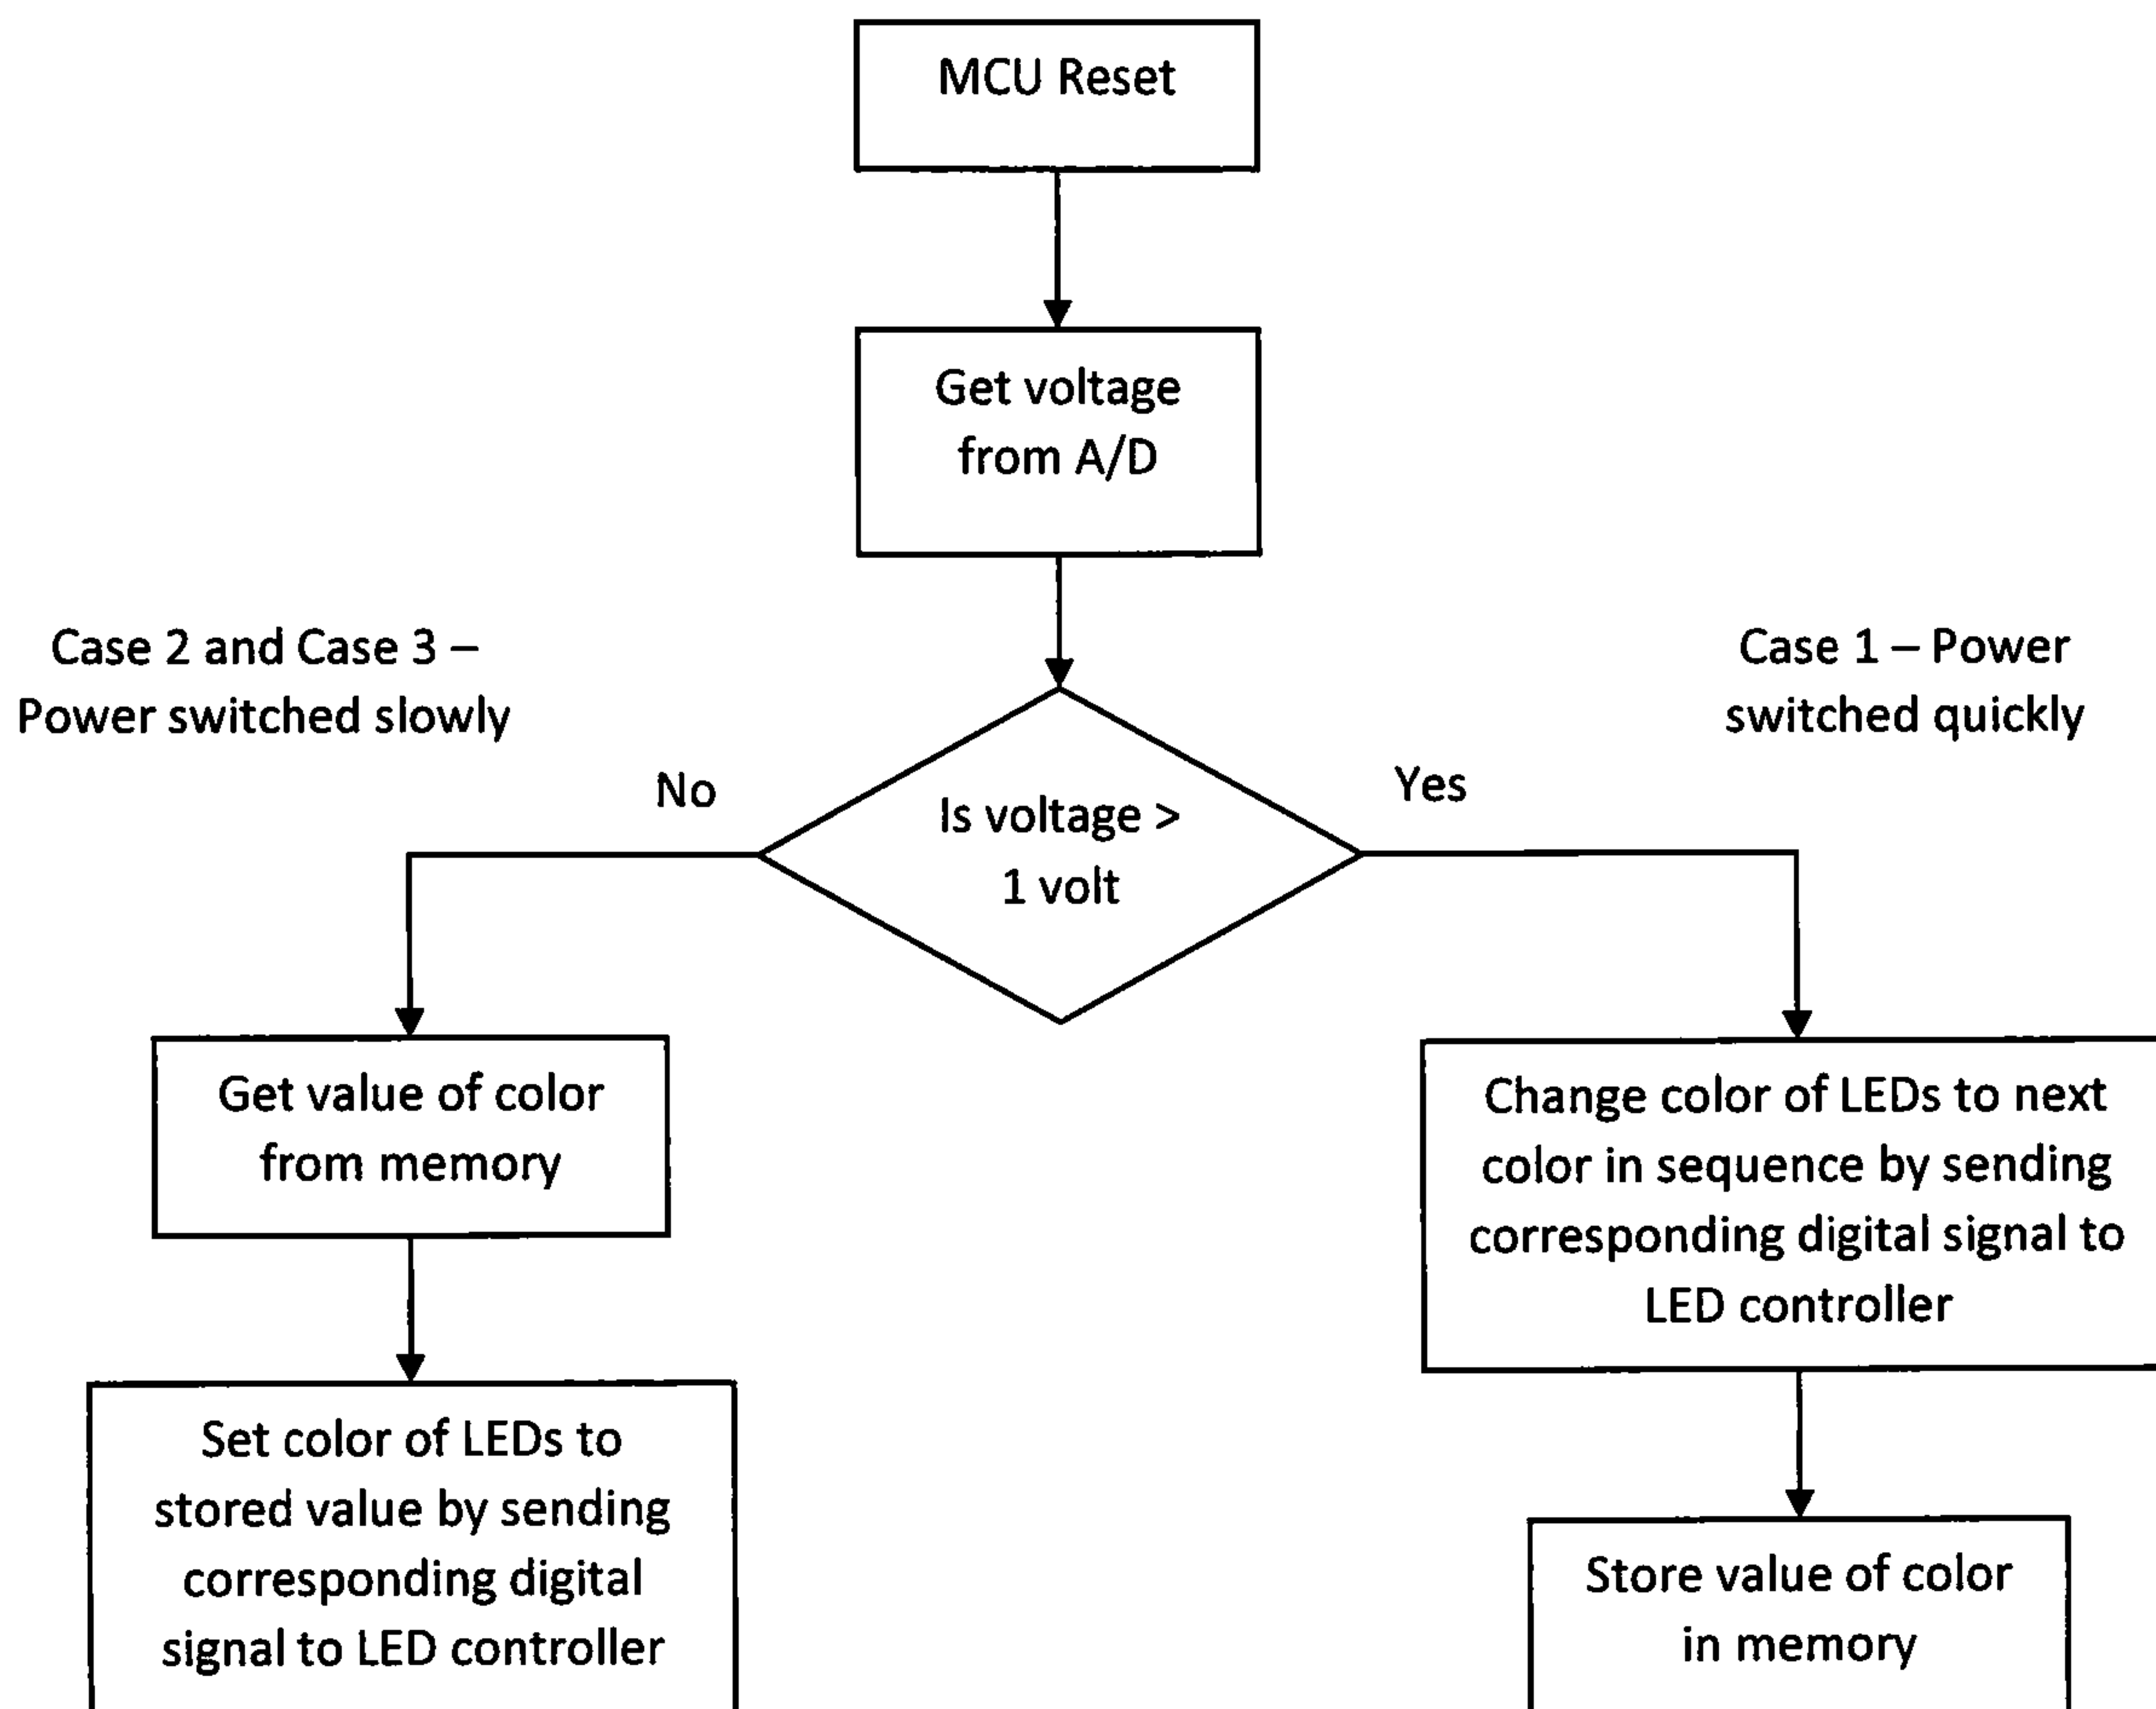 MCU Reset
Get voltage
from A/D
Case 2 and Case 3 –
Power switched slowly
Case 1 – Power
switched quickly
No
Yes
Is voltage >
1 volt
Get value of color
from memory
Change color of LEDs to next
color in sequence by sending
corresponding digital signal to
LED controller
Set color of LEDs to
stored value by sending
corresponding digital
signal to LED controller
Store value of color
in memory